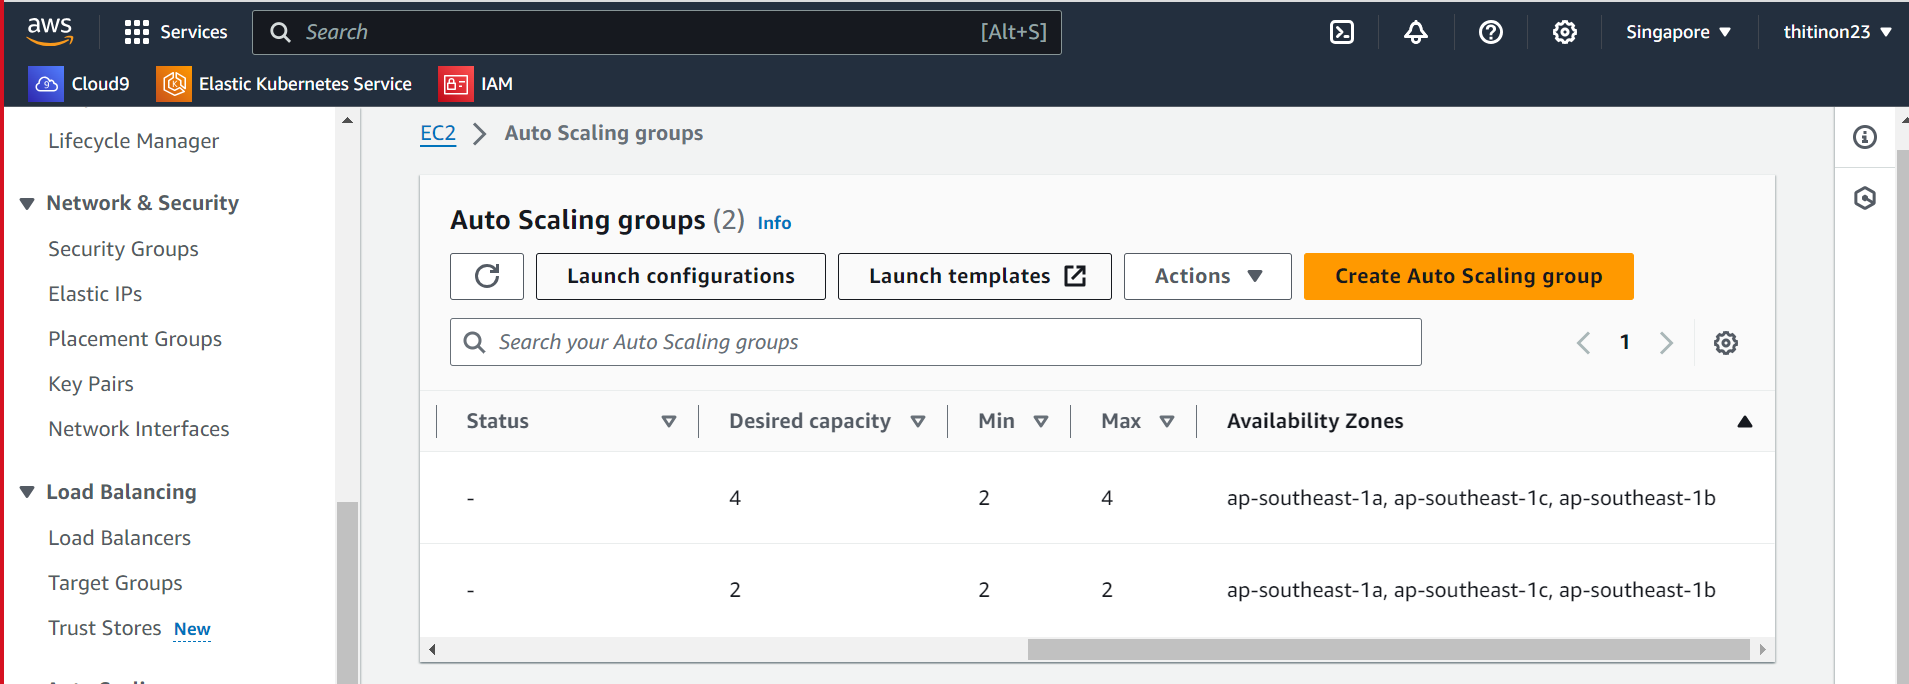 aws Services Search [Alt+S] Singapore thitinon23
Cloud9 Elastic Kubernetes Service IAM
Lifecycle Manager
Network & Security
Security Groups
Elastic IPs
Placement Groups
Key Pairs
Network Interfaces
Load Balancing
Load Balancers
Target Groups
Trust Stores New
EC2 Auto Scaling groups
Auto Scaling groups (2) Info
Launch configurations Launch templates Actions Create Auto Scaling group
Search your Auto Scaling groups 1
Status Desired capacity Min Max Availability Zones
- 4 2 4 ap-southeast-1a, ap-southeast-1c, ap-southeast-1b
- 2 2 2 ap-southeast-1a, ap-southeast-1c, ap-southeast-1b